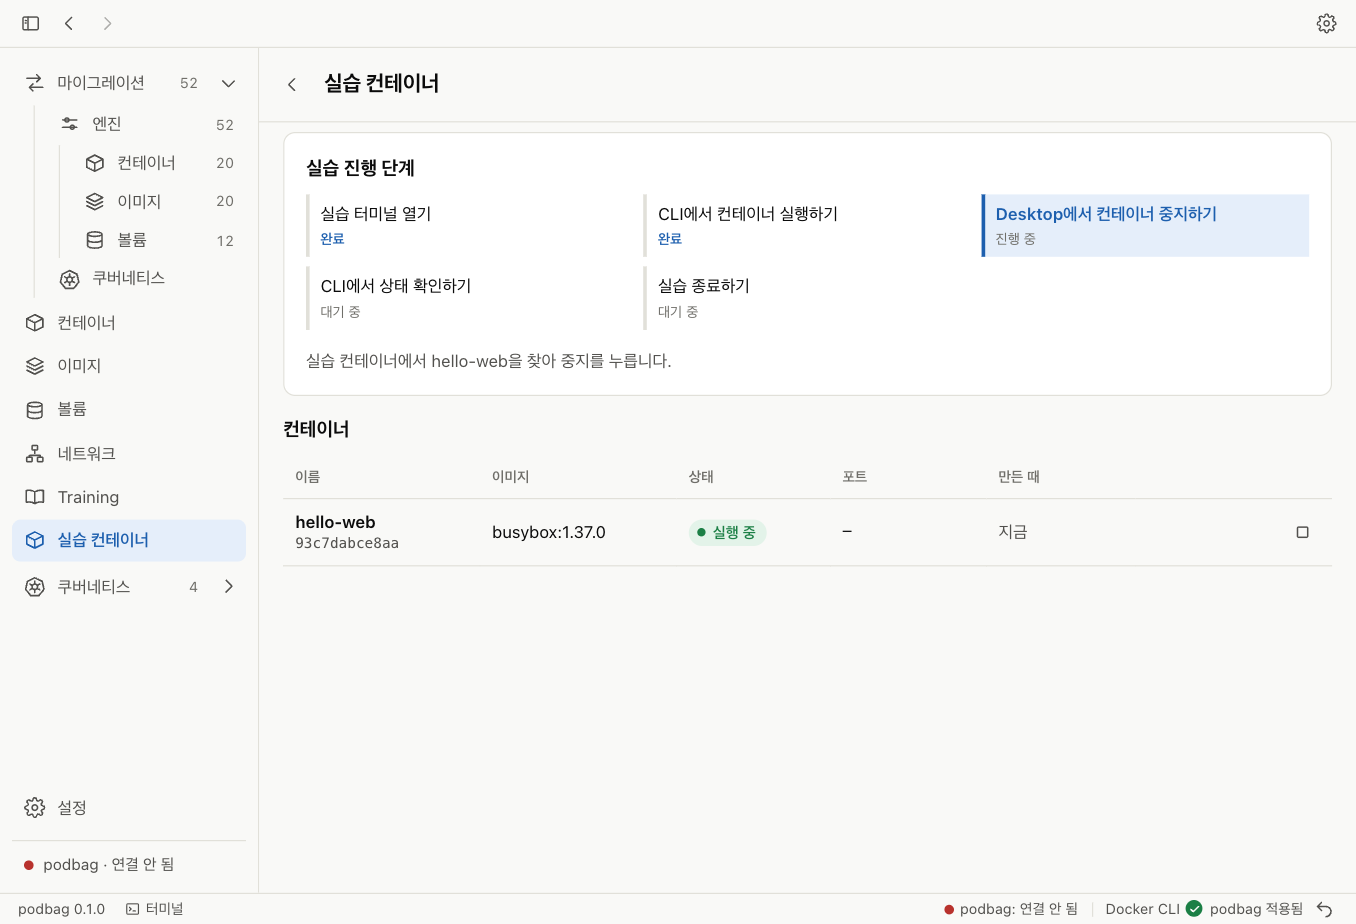 마이그레이션 52
엔진 52
컨테이너 20
이미지 20
볼륨 12
쿠버네티스
컨테이너
이미지
볼륨
네트워크
Training
실습 컨테이너
쿠버네티스 4
설정
podbag · 연결 안 됨
실습 컨테이너
실습 진행 단계
실습 터미널 열기
완료
CLI에서 컨테이너 실행하기
완료
Desktop에서 컨테이너 중지하기
진행 중
CLI에서 상태 확인하기
대기 중
실습 종료하기
대기 중
실습 컨테이너에서 hello-web을 찾아 중지를 누릅니다.
컨테이너
이름 이미지 상태 포트 만든 때
hello-web
93c7dabce8aa
busybox:1.37.0 실행 중 – 지금
podbag 0.1.0 터미널 podbag: 연결 안 됨 Docker CLI podbag 적용됨